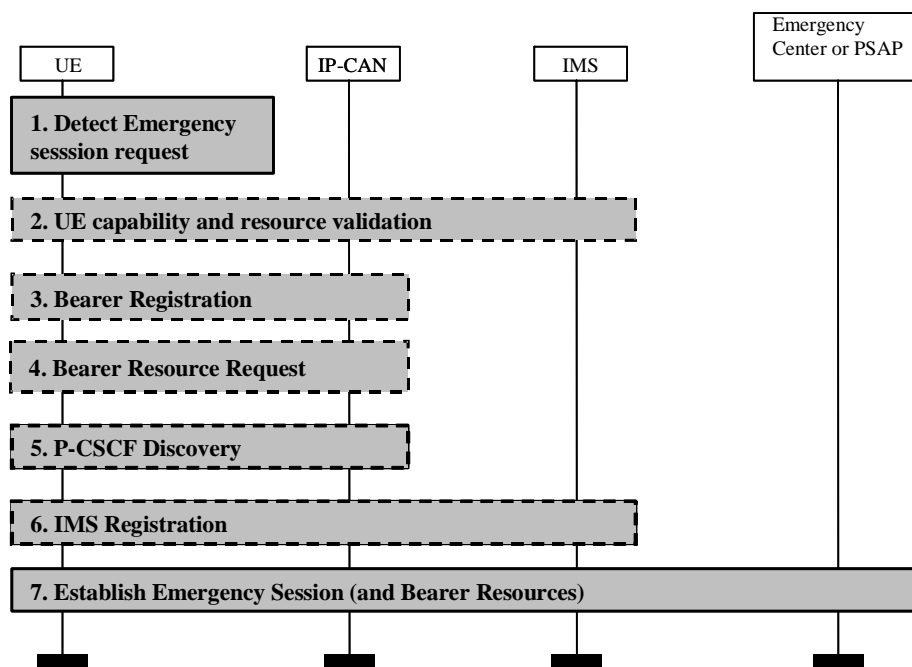 Emergency
Center or PSAP
UE
IP-CAN
IMS
1. Detect Emergency
sesssion request
2. UE capability and resource validation
3. Bearer Registration
4. Bearer Resource Request
5. P-CSCF Discovery
6. IMS Registration
7. Establish Emergency Session (and Bearer Resources)